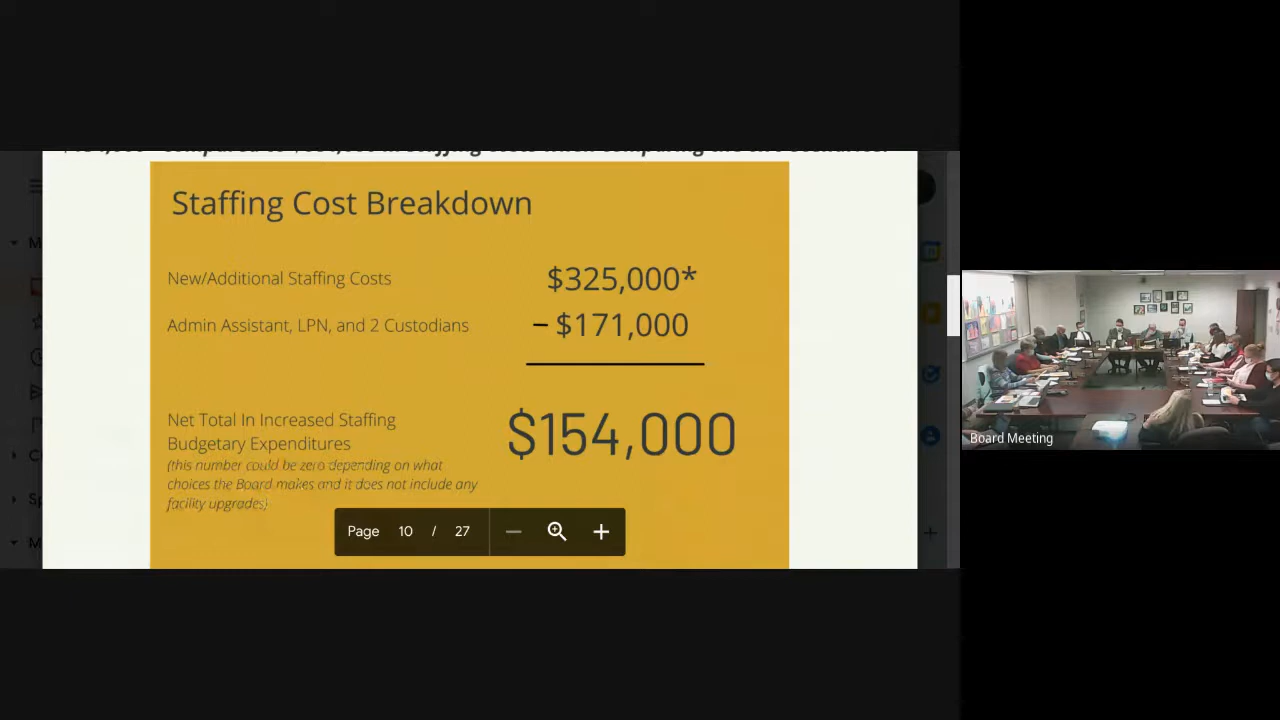 Staffing Cost Breakdown
New/Additional Staffing Costs $325,000*
Admin Assistant, LPN, and 2 Custodians – $171,000
Net Total In Increased Staffing
Budgetary Expenditures
$154,000
(this number could be zero depending on what
choices the Board makes and it does not include any
facility upgrades)
Page 10 / 27
Board Meeting